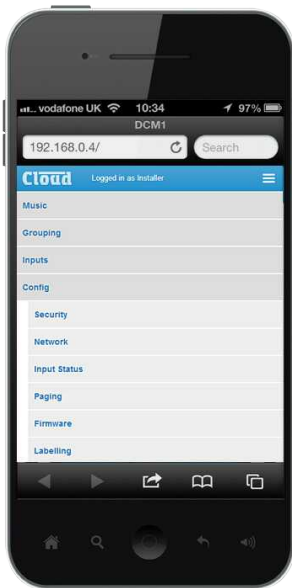 vodafone UK 10:34 97%
DCM1
192.168.0.4/ Search
Cloud Logged in as Installer
Music
Grouping
Inputs
Config
Security
Network
Input Status
Paging
Firmware
Labelling